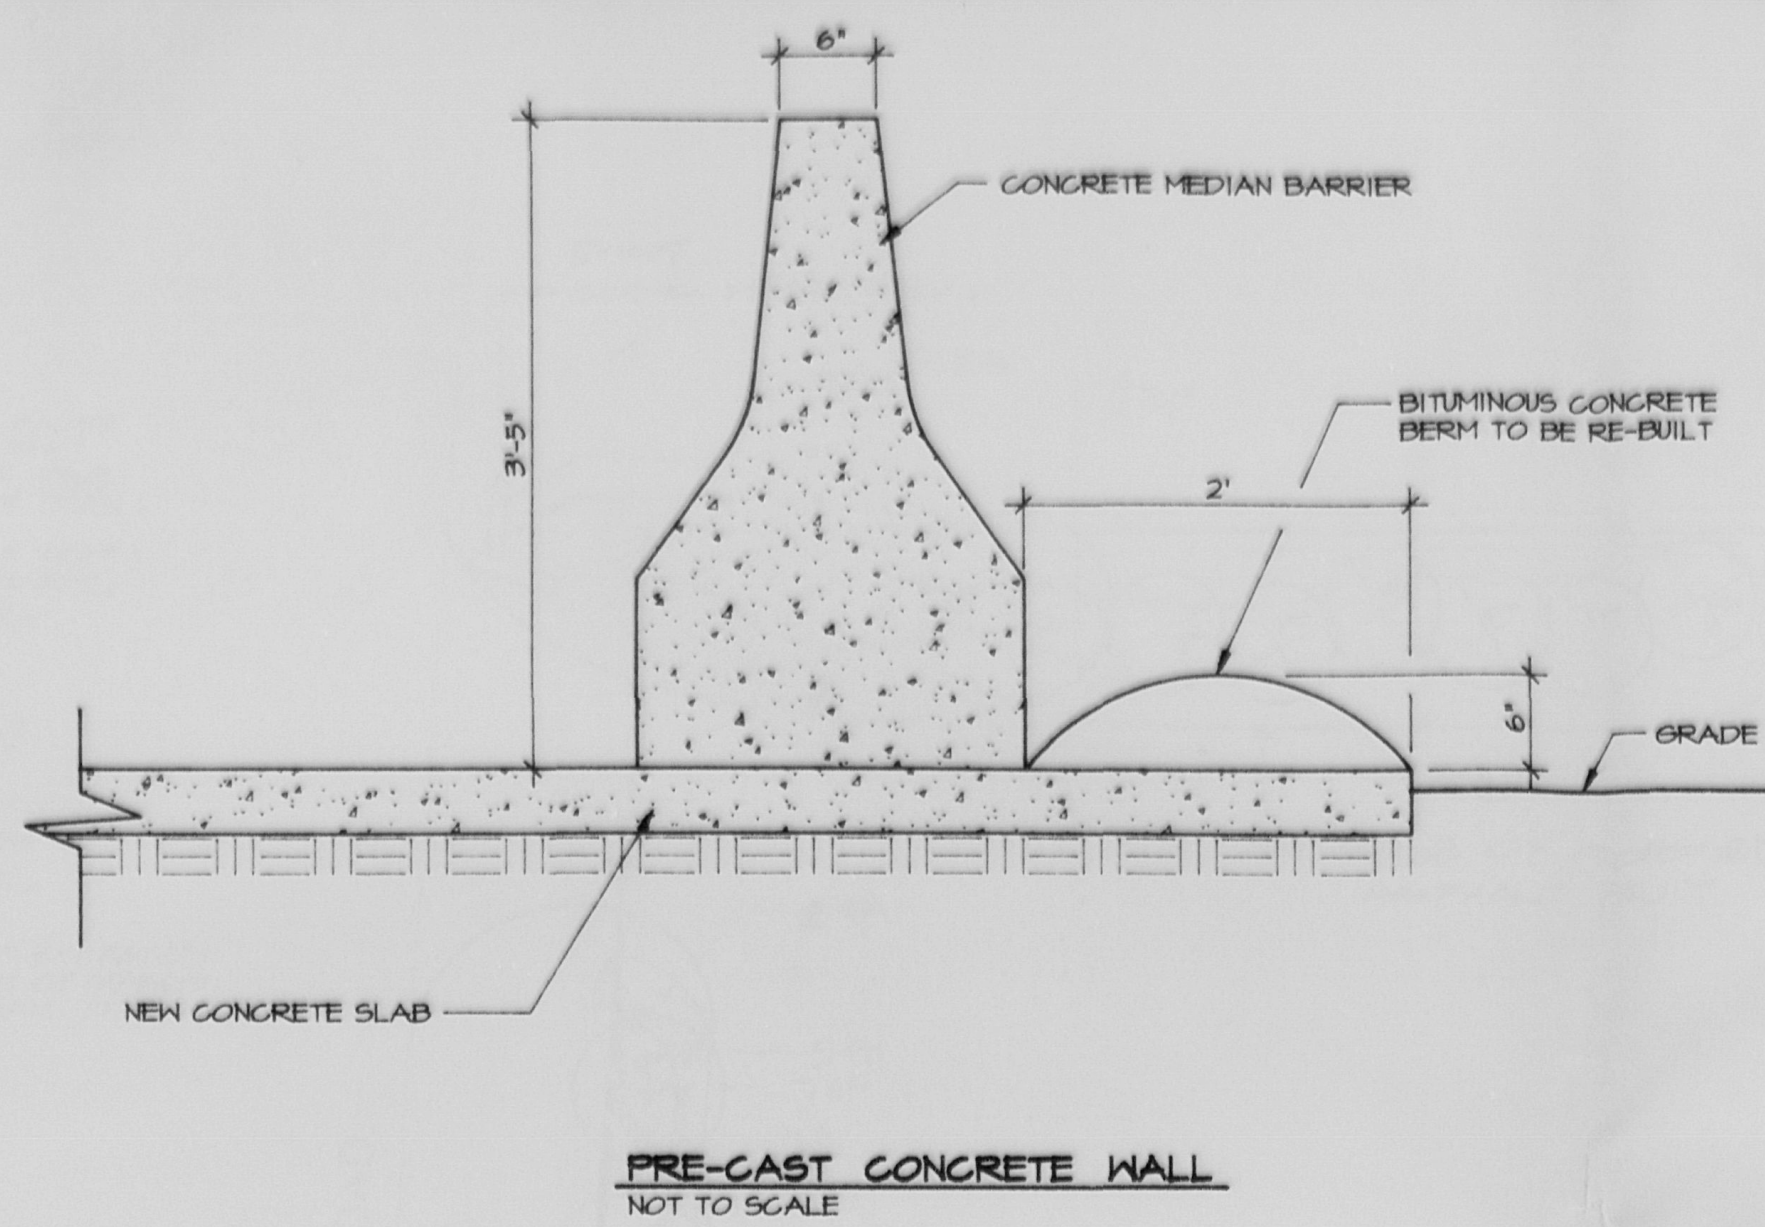 6"
CONCRETE MEDIAN BARRIER
3'-5"
BITUMINOUS CONCRETE
BERM TO BE RE-BUILT
2'
6"
GRADE
NEW CONCRETE SLAB
PRE-CAST CONCRETE WALL
NOT TO SCALE